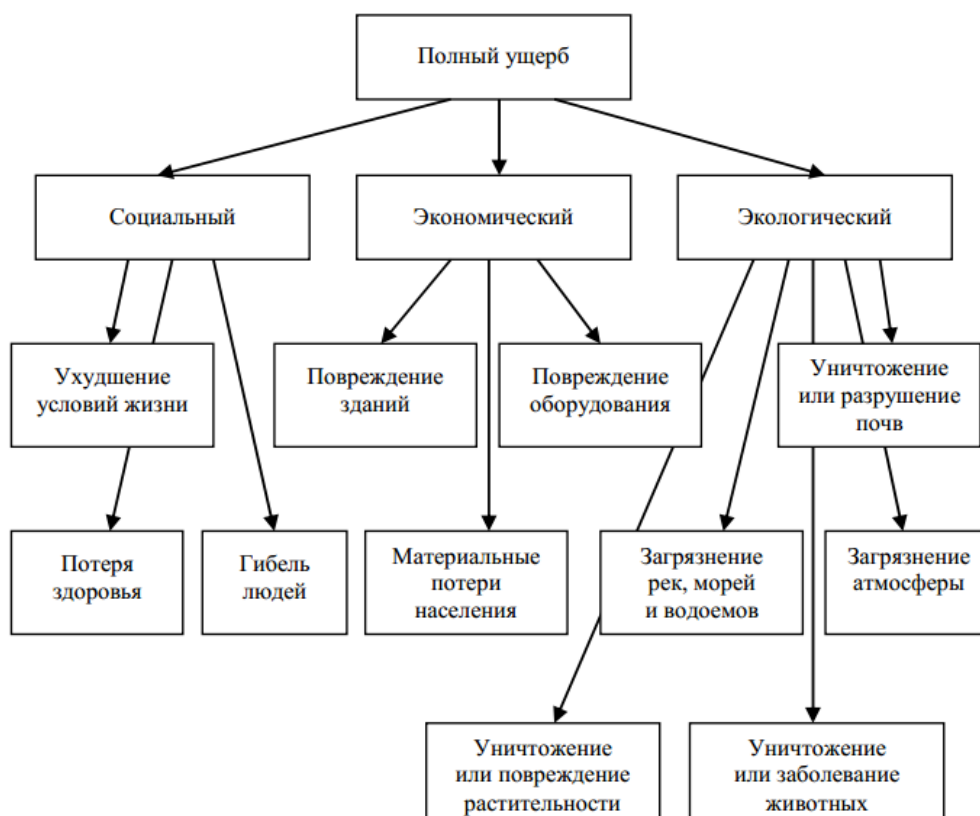 Полный ущерб
Социальный
Экономический
Экологический
Ухудшение
условий жизни
Повреждение
зданий
Повреждение
оборудования
Уничтожение
или разрушение
почв
Потеря
здоровья
Гибель
людей
Материальные
потери
населения
Загрязнение
рек, морей
и водоемов
Загрязнение
атмосферы
Уничтожение
или повреждение
растительности
Уничтожение
или заболевание
животных